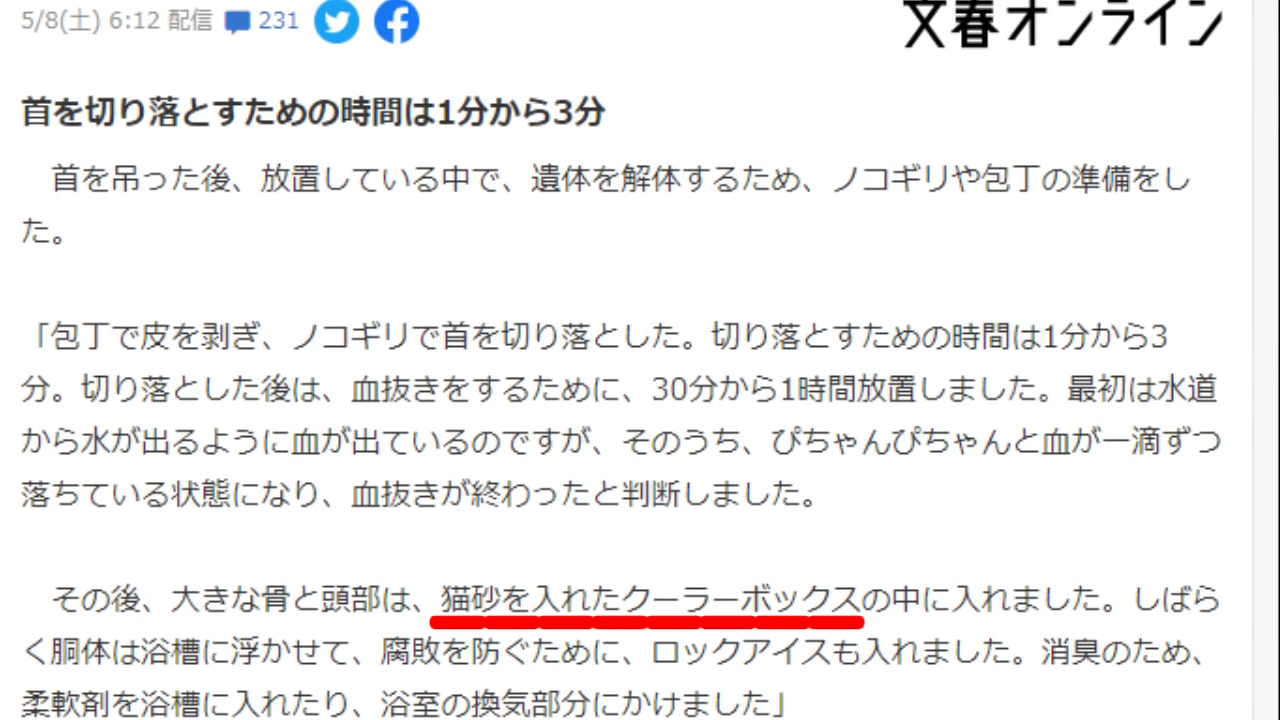 5/8(土) 6:12 配信 231
文春オンライン
首を切り落とすための時間は1分から3分
首を吊った後、放置している中で、遺体を解体するため、ノコギリや包丁の準備をし
た。
「包丁で皮を剥ぎ、ノコギリで首を切り落とした。切り落とすための時間は1分から3
分。切り落とした後は、血抜きをするために、30分から1時間放置しました。最初は水道
から水が出るように血が出ているのですが、そのうち、ぴちゃんぴちゃんと血が一滴ずつ
落ちている状態になり、血抜きが終わったと判断しました。
その後、大きな骨と頭部は、猫砂を入れたクーラーボックスの中に入れました。しばら
く胴体は浴槽に浮かせて、腐敗を防ぐために、ロックアイスも入れました。消臭のため、
柔軟剤を浴槽に入れたり、浴室の換気部分にかけました」